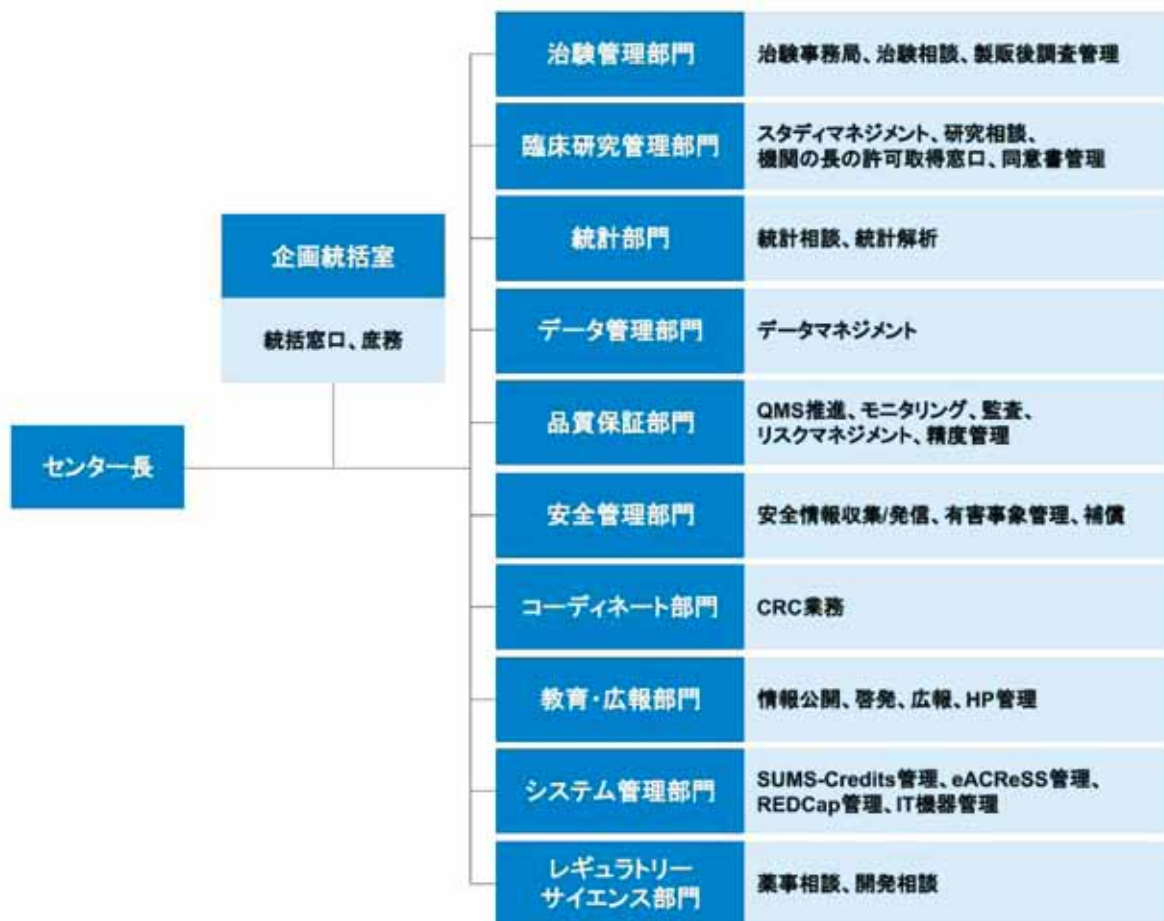 センター長
企画統括室
統括窓口、庶務
治験管理部門
治験事務局、治験相談、製販後調査管理
臨床研究管理部門
スタディマネジメント、研究相談、
機関の長の許可取得窓口、同意書管理
統計部門
統計相談、統計解析
データ管理部門
データマネジメント
品質保証部門
QMS推進、モニタリング、監査、
リスクマネジメント、精度管理
安全管理部門
安全情報収集/発信、有害事象管理、補償
コーディネート部門
CRC業務
教育・広報部門
情報公開、啓発、広報、HP管理
システム管理部門
SUMS-Credits管理、eACReSS管理、
REDCap管理、IT機器管理
レギュラトリー
サイエンス部門
薬事相談、開発相談